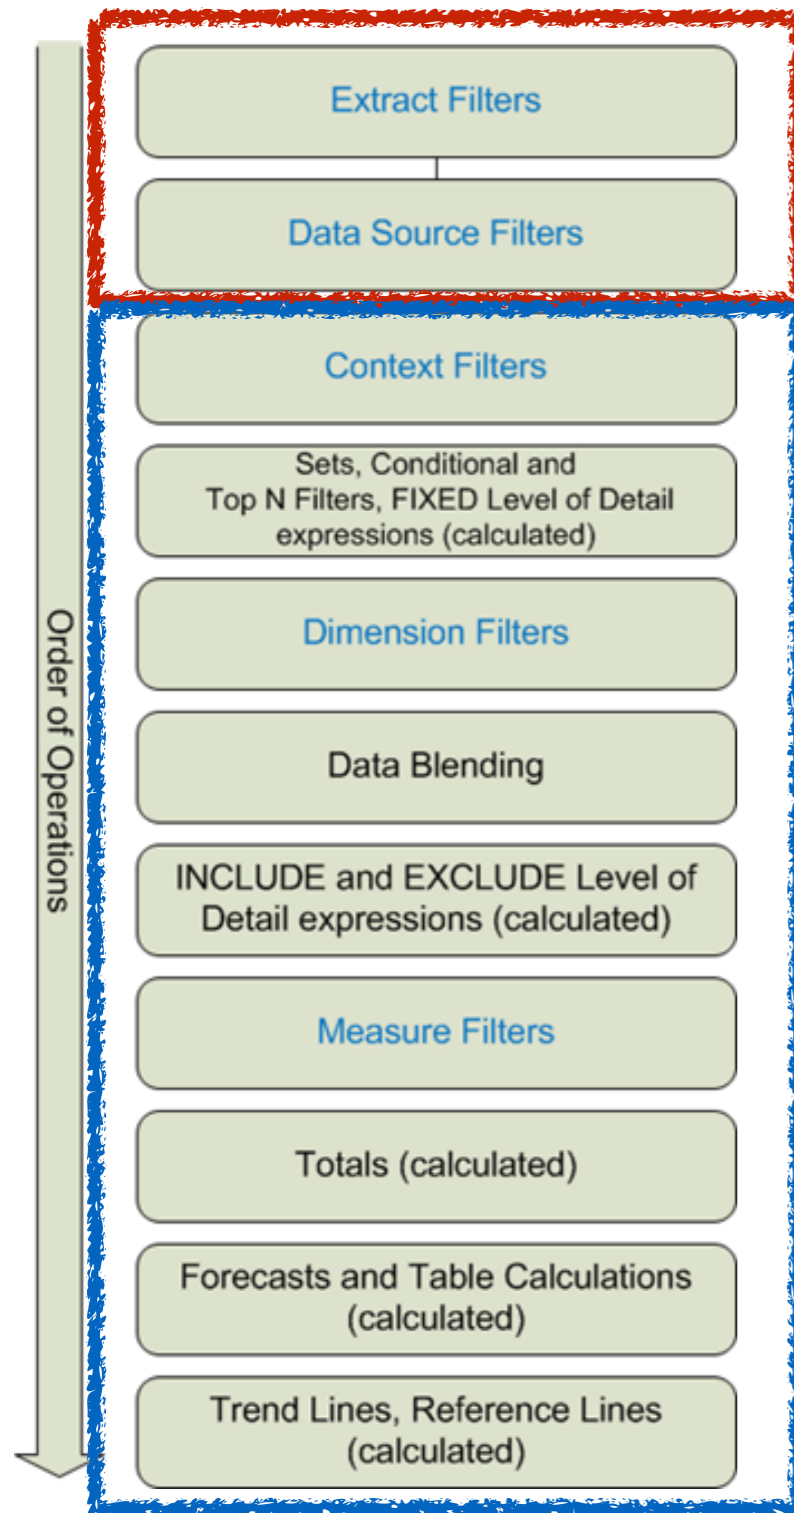 Order of Operations
Extract Filters
Data Source Filters
Context Filters
Sets, Conditional and
Top N Filters, FIXED Level of Detail
expressions (calculated)
Dimension Filters
Data Blending
INCLUDE and EXCLUDE Level of
Detail expressions (calculated)
Measure Filters
Totals (calculated)
Forecasts and Table Calculations
(calculated)
Trend Lines, Reference Lines
(calculated)